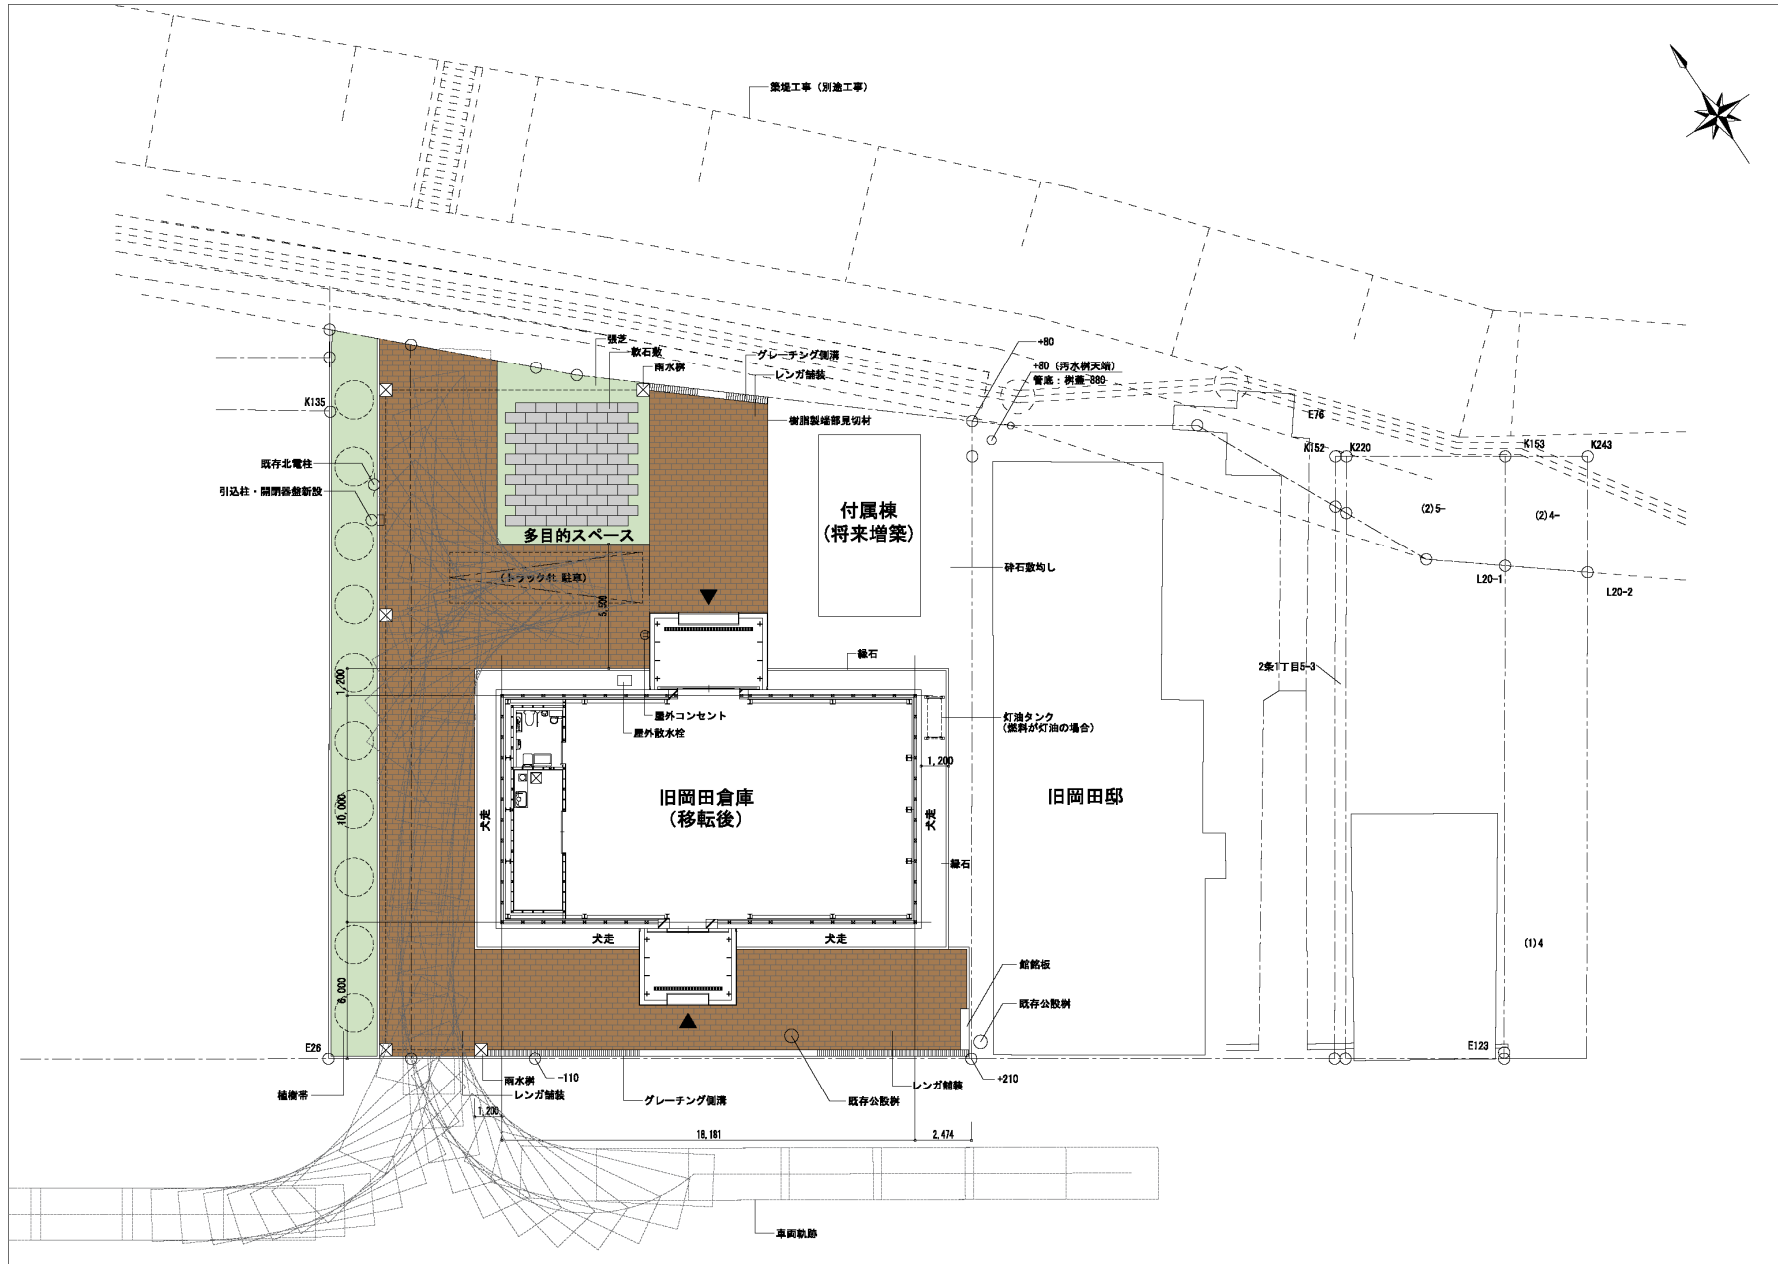 築堤工事（別途工事）
張芝
軟石敷
雨水桝
グレーチング側溝
レンガ舗装
樹脂製端部見切材
+80
+80（汚水桝天端）
管底：桝蓋-880
K135
既存北電柱
引込柱・開閉器盤新設
多目的スペース
(トラック4t 駐車)
5,500
付属棟
(将来増築)
砕石敷均し
E76
K152
K220
K153
K243
(2)5-
(2)4-
L20-1
L20-2
2条1丁目5-3
縁石
1,200
屋外コンセント
屋外散水栓
灯油タンク
(燃料が灯油の場合)
1,200
旧岡田倉庫
(移転後)
旧岡田邸
犬走
犬走
10,000
縁石
犬走
犬走
(1)4
6,000
館銘板
既存公設桝
E26
E123
-110
+210
植樹帯
雨水桝
レンガ舗装
グレーチング側溝
既存公設桝
レンガ舗装
1,200
18,181
2,474
車両軌跡